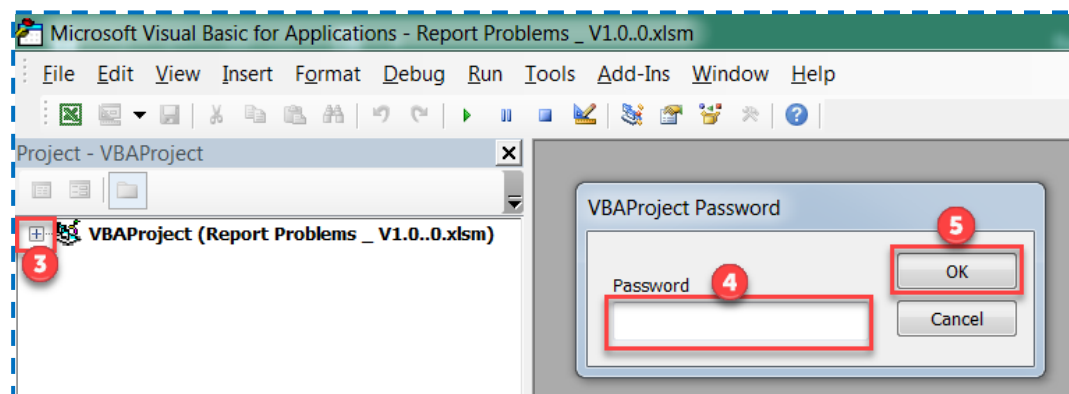 Microsoft Visual Basic for Applications - Report Problems _ V1.0..0.xlsm
File Edit View Insert Format Debug Run Tools Add-Ins Window Help
Project - VBAProject
VBAProject (Report Problems _ V1.0..0.xlsm)
3
VBAProject Password
5
OK
Password 4
Cancel